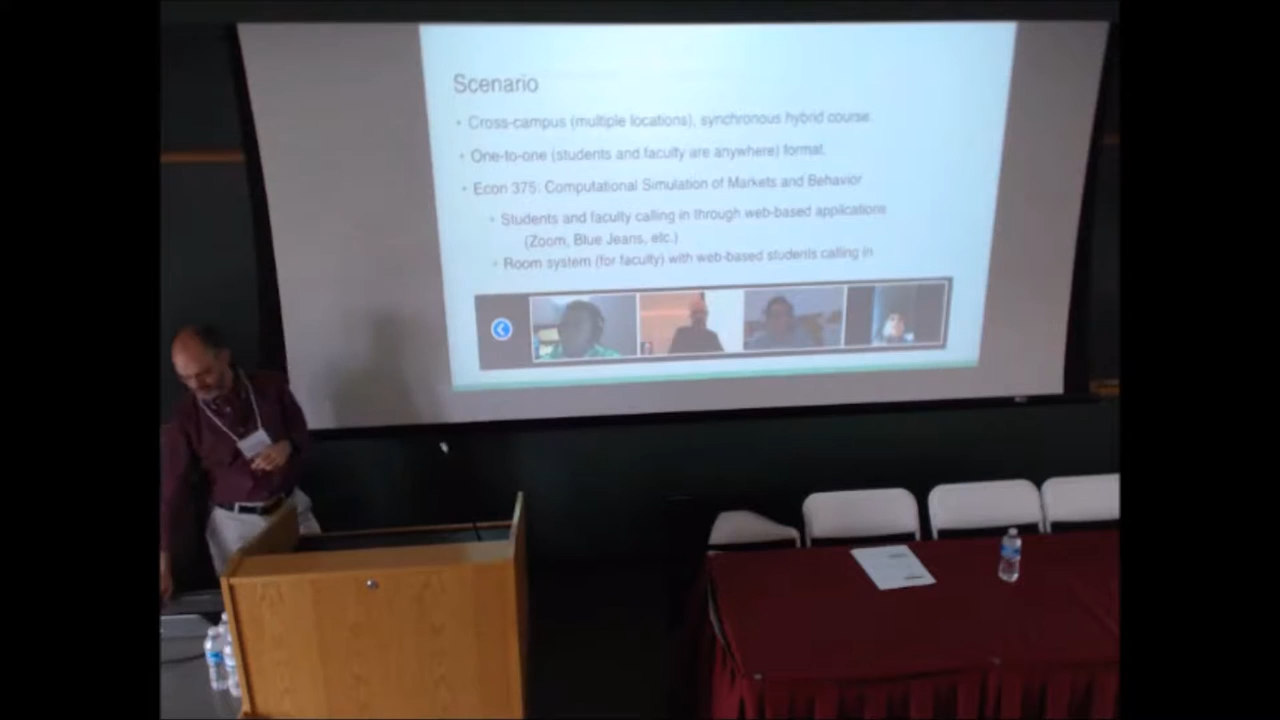 Scenario
• Cross-campus (multiple locations), synchronous hybrid course.
• One-to-one (students and faculty are anywhere) format.
• Econ 375: Computational Simulation of Markets and Behavior
• Students and faculty calling in through web-based applications
(Zoom, Blue Jeans, etc.)
• Room system (for faculty) with web-based students calling in